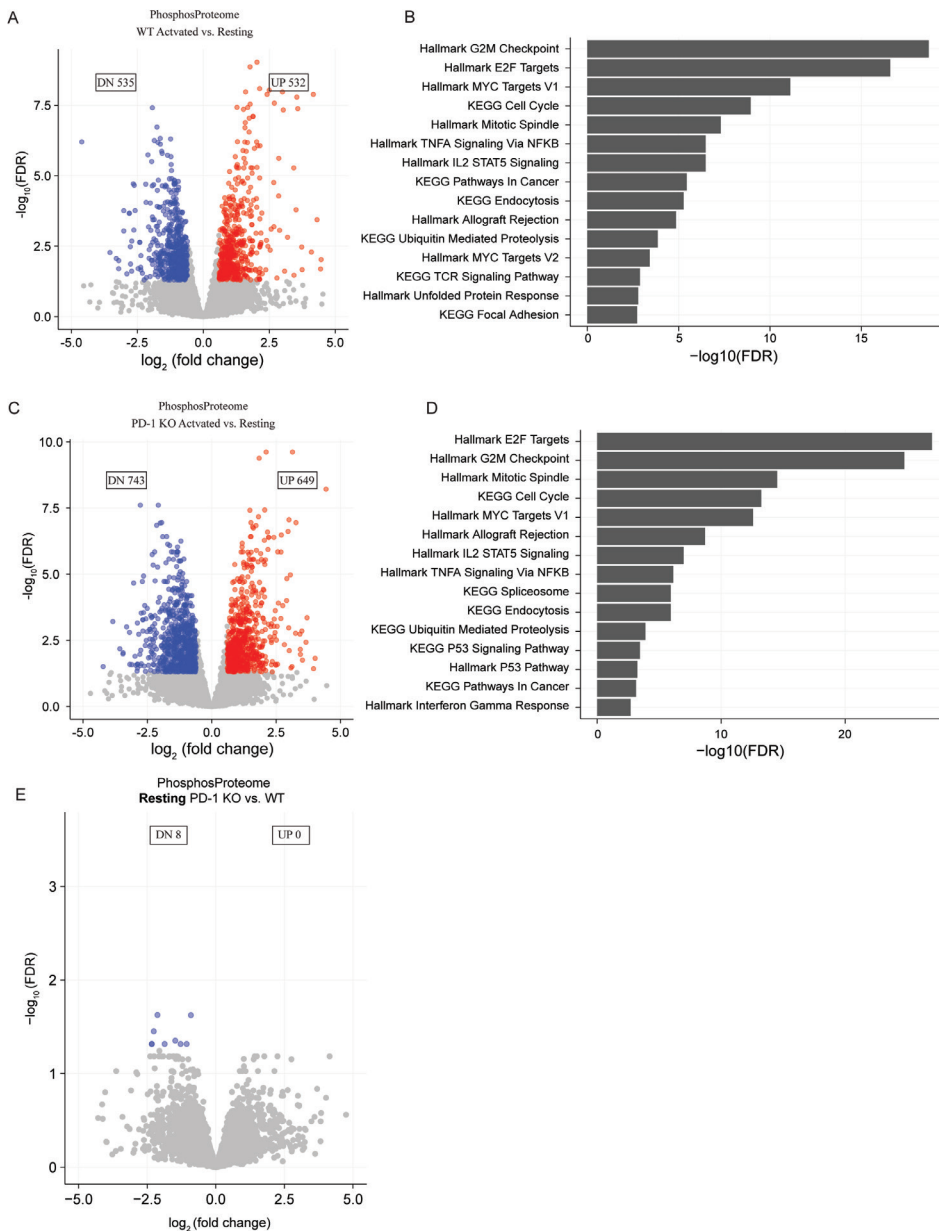 A
PhosphosProteome
WT Actvated vs. Resting
DN 535
UP 532
7.5
5.0
2.5
0.0
-log10(FDR)
-5.0 -2.5 0.0 2.5 5.0
log2 (fold change)
B
Hallmark G2M Checkpoint
Hallmark E2F Targets
Hallmark MYC Targets V1
KEGG Cell Cycle
Hallmark Mitotic Spindle
Hallmark TNFA Signaling Via NFKB
Hallmark IL2 STAT5 Signaling
KEGG Pathways In Cancer
KEGG Endocytosis
Hallmark Allograft Rejection
KEGG Ubiquitin Mediated Proteolysis
Hallmark MYC Targets V2
KEGG TCR Signaling Pathway
Hallmark Unfolded Protein Response
KEGG Focal Adhesion
0 5 10 15
−log10(FDR)
C
PhosphosProteome
PD-1 KO Actvated vs. Resting
DN 743
UP 649
10.0
7.5
5.0
2.5
0.0
-log10(FDR)
-5.0 -2.5 0.0 2.5 5.0
log2 (fold change)
D
Hallmark E2F Targets
Hallmark G2M Checkpoint
Hallmark Mitotic Spindle
KEGG Cell Cycle
Hallmark MYC Targets V1
Hallmark Allograft Rejection
Hallmark IL2 STAT5 Signaling
Hallmark TNFA Signaling Via NFKB
KEGG Spliceosome
KEGG Endocytosis
KEGG Ubiquitin Mediated Proteolysis
KEGG P53 Signaling Pathway
Hallmark P53 Pathway
KEGG Pathways In Cancer
Hallmark Interferon Gamma Response
0 10 20
−log10(FDR)
E
PhosphosProteome
Resting PD-1 KO vs. WT
DN 8
UP 0
3
2
1
0
−log10(FDR)
−5.0 −2.5 0.0 2.5 5.0
log2 (fold change)